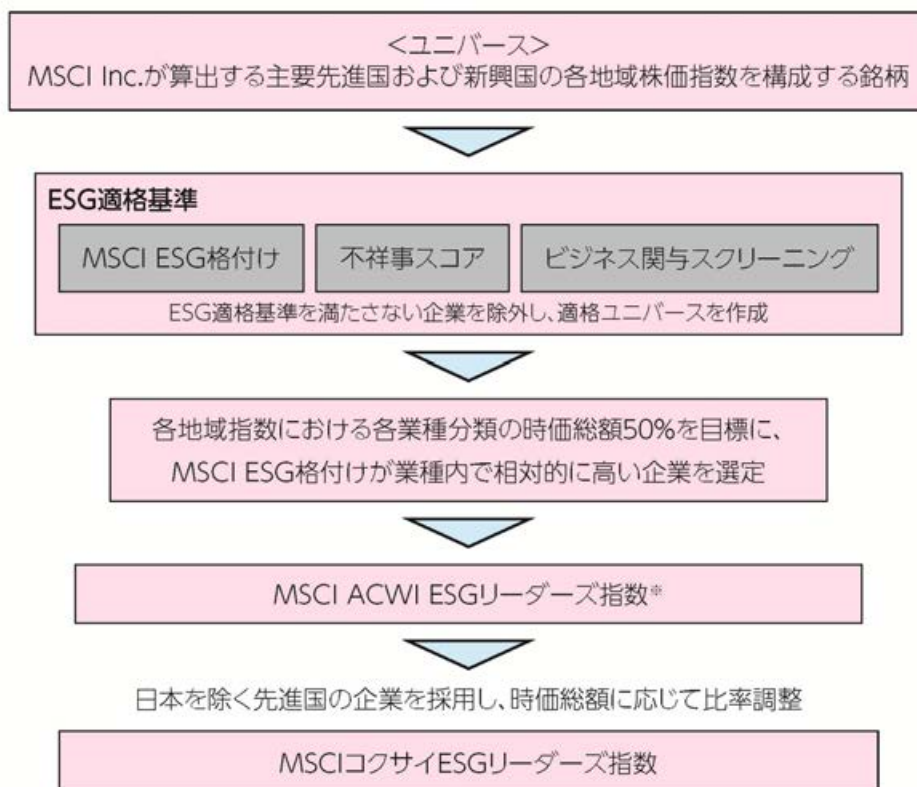 <ユニバース>
MSCI Inc.が算出する主要先進国および新興国の各地域株価指数を構成する銘柄
ESG適格基準
MSCI ESG格付け
不祥事スコア
ビジネス関与スクリーニング
ESG適格基準を満たさない企業を除外し、適格ユニバースを作成
各地域指数における各業種分類の時価総額50%を目標に、
MSCI ESG格付けが業種内で相対的に高い企業を選定
MSCI ACWI ESGリーダーズ指数※
日本を除く先進国の企業を採用し、時価総額に応じて比率調整
MSCIコクサイESGリーダーズ指数